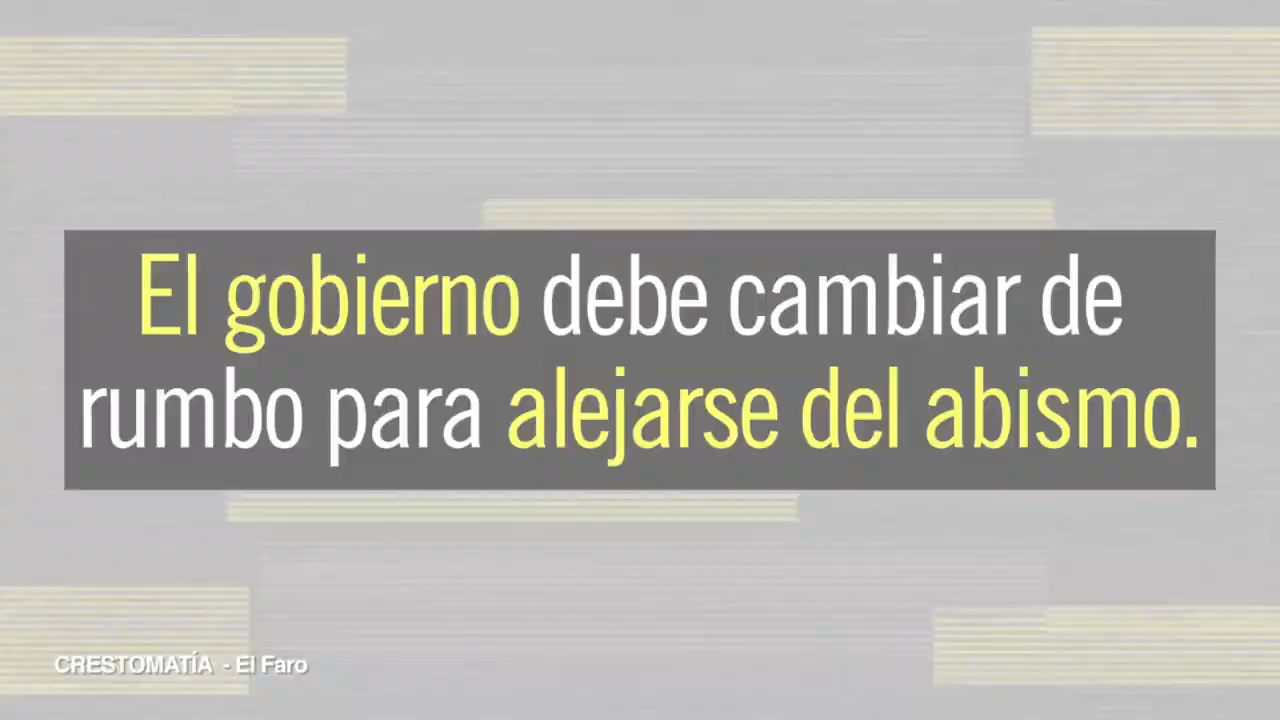 El gobierno debe cambiar de
rumbo para alejarse del abismo.
CRESTOMATÍA - El Faro